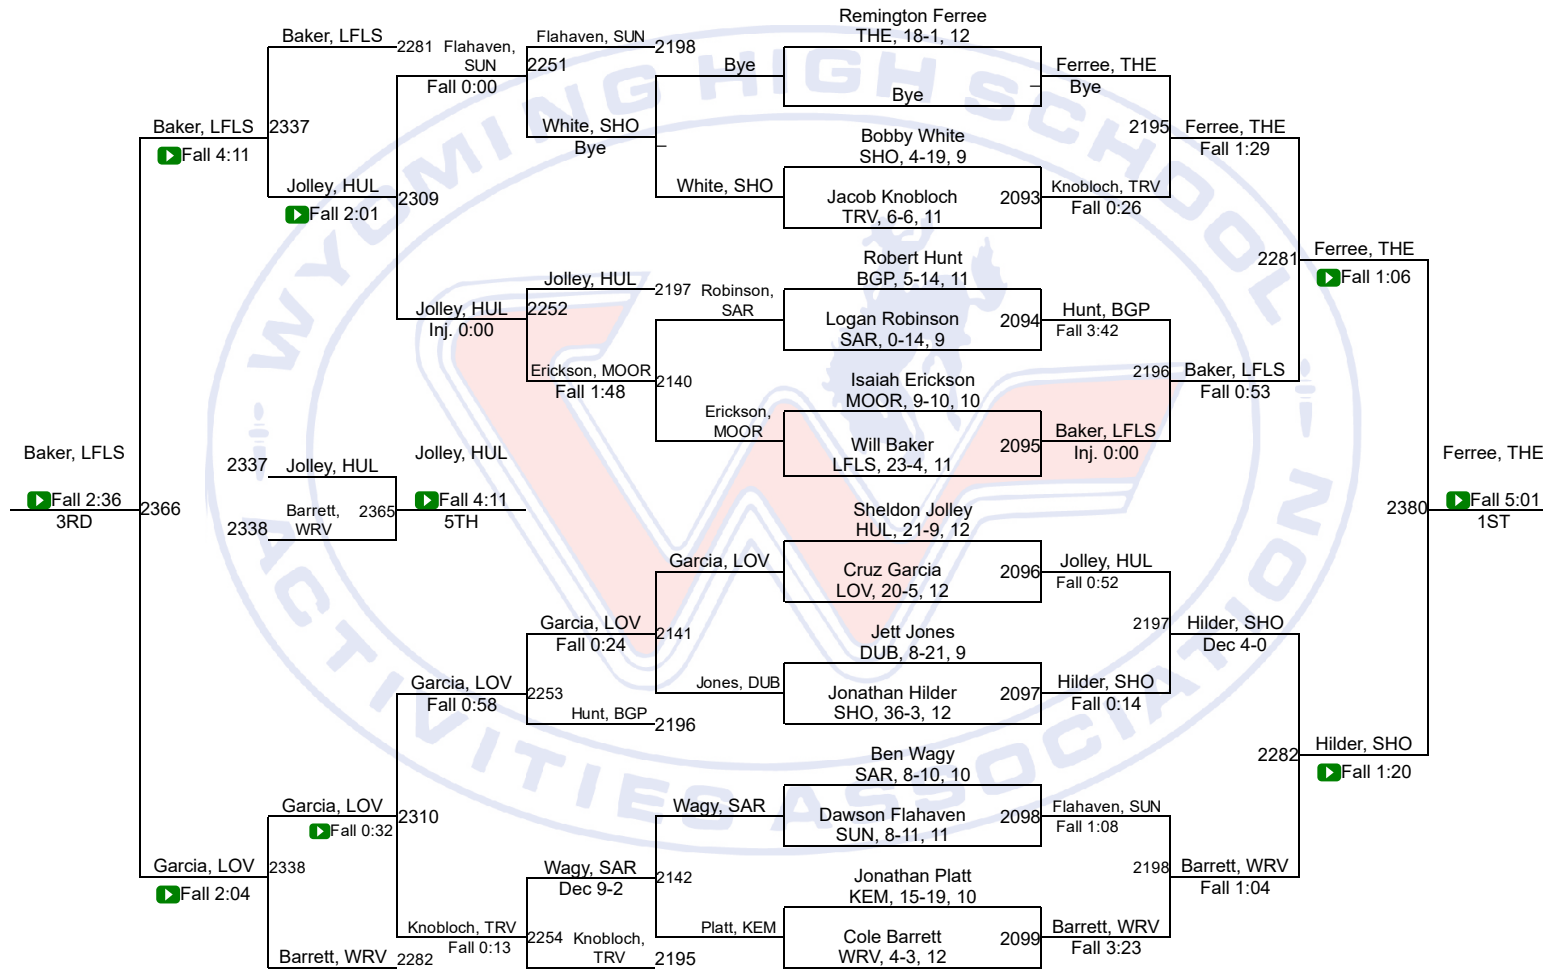 Remington Ferree
THE, 18-1, 12
Bye
Bobby White
SHO, 4-19, 9
Jacob Knobloch
TRV, 6-6, 11
2093
Robert Hunt
BGP, 5-14, 11
Logan Robinson
SAR, 0-14, 9
2094
Isaiah Erickson
MOOR, 9-10, 10
Will Baker
LFLS, 23-4, 11
2095
Sheldon Jolley
HUL, 21-9, 12
Cruz Garcia
LOV, 20-5, 12
2096
Jett Jones
DUB, 8-21, 9
Jonathan Hilder
SHO, 36-3, 12
2097
Ben Wagy
SAR, 8-10, 10
Dawson Flahaven
SUN, 8-11, 11
2098
Jonathan Platt
KEM, 15-19, 10
Cole Barrett
WRV, 4-3, 12
2099
Ferree, THE
Bye
2195
Knobloch, TRV
Fall 0:26
Hunt, BGP
Fall 3:42
2196
Baker, LFLS
Inj. 0:00
Jolley, HUL
Fall 0:52
2197
Hilder, SHO
Fall 0:14
Flahaven, SUN
Fall 1:08
2198
Barrett, WRV
Fall 3:23
Ferree, THE
Fall 1:29
2281
Baker, LFLS
Fall 0:53
Hilder, SHO
Dec 4-0
2282
Barrett, WRV
Fall 1:04
Ferree, THE
Fall 1:06
2380
Hilder, SHO
Fall 1:20
Ferree, THE
Fall 5:01
1ST
Bye
White, SHO
Robinson,
SAR
2140
Erickson,
MOOR
Garcia, LOV
2141
Jones, DUB
Wagy, SAR
2142
Platt, KEM
Flahaven, SUN
2198
2251
White, SHO
Bye
Jolley, HUL
2197
2252
Erickson, MOOR
Fall 1:48
Garcia, LOV
Fall 0:24
2253
Hunt, BGP
2196
Wagy, SAR
Dec 9-2
2254
Knobloch,
TRV
2195
Flahaven,
SUN
Fall 0:00
2309
Jolley, HUL
Inj. 0:00
Garcia, LOV
Fall 0:58
2310
Knobloch, TRV
Fall 0:13
Baker, LFLS
2281
2337
Jolley, HUL
Fall 2:01
Garcia, LOV
Fall 0:32
2338
Barrett, WRV
2282
Baker, LFLS
Fall 4:11
2366
Garcia, LOV
Fall 2:04
Baker, LFLS
Fall 2:36
3RD
2337
Jolley, HUL
Barrett,
WRV
2365
2338
Jolley, HUL
Fall 4:11
5TH
WYOMING HIGH SCHOOL
ACTIVITIES ASSOCIATION